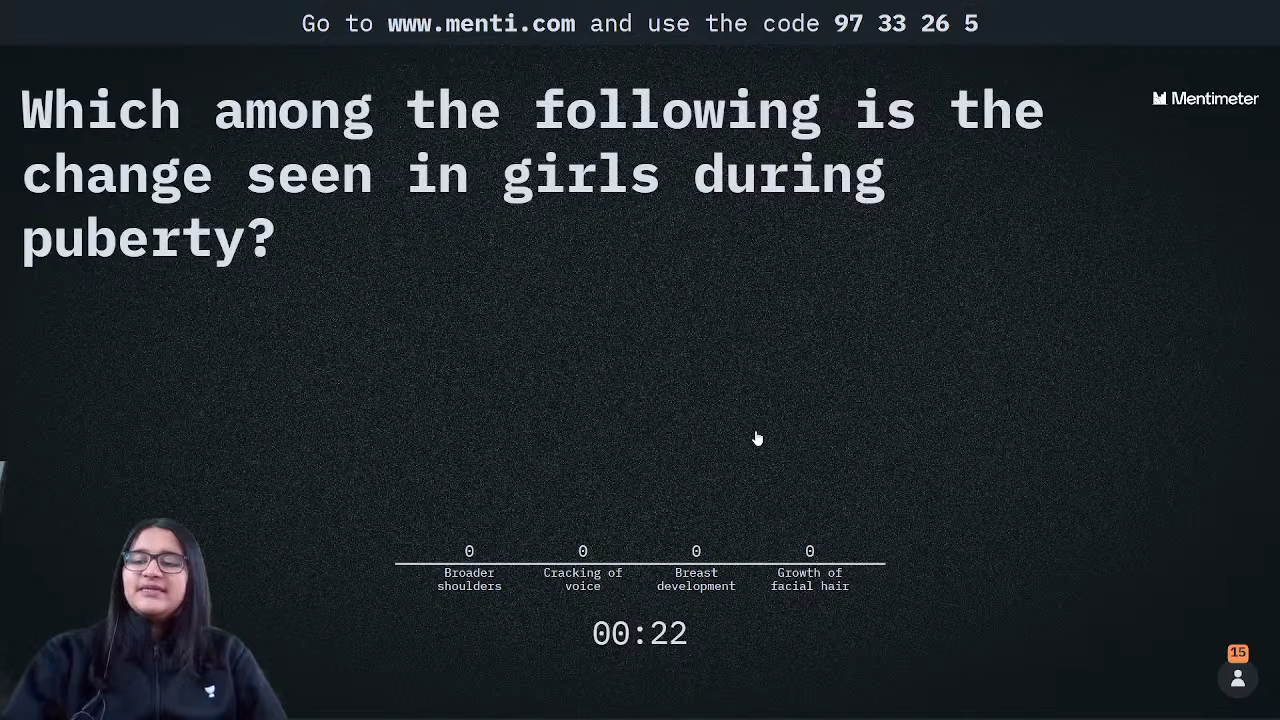 Go to www.menti.com and use the code 97 33 26 5
Which among the following is the
change seen in girls during
puberty?
Mentimeter
0 0 0 0
Broader shoulders
Cracking of voice
Breast development
Growth of facial hair
00:22
15